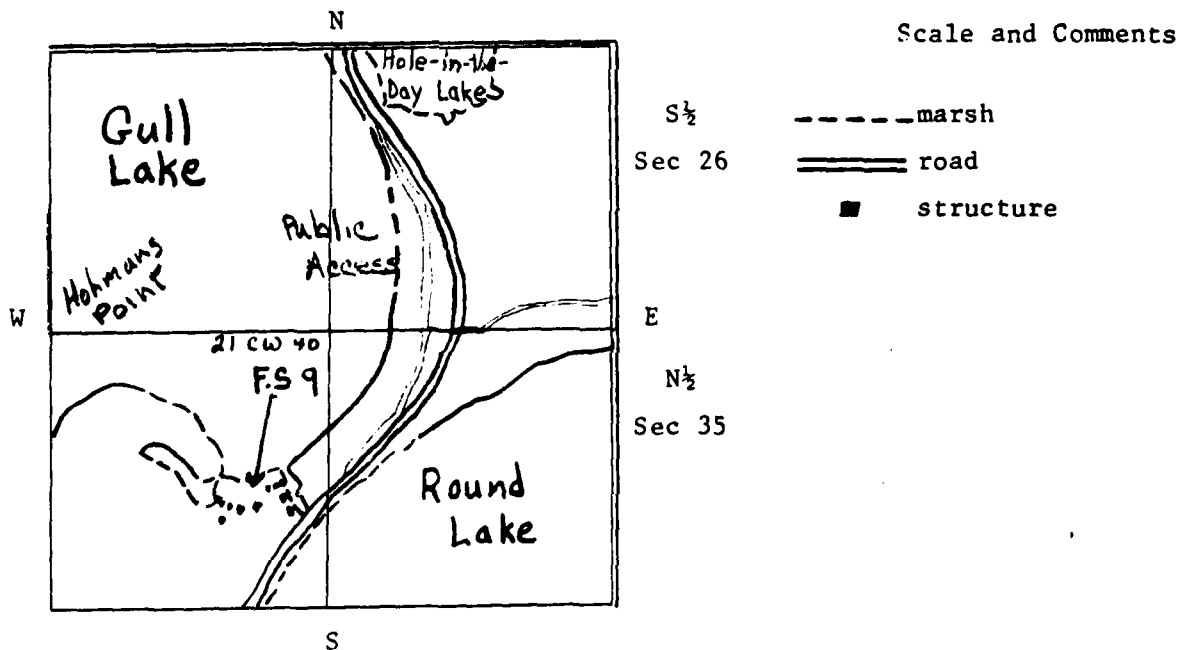 N
Scale and Comments
Hole-in-the-
Day Lakes
Gull
Lake
S½
Sec 26
marsh
road
structure
Public
Access
Hohmans
Point
W
E
21 CW 40
F.S 9
N½
Sec 35
Round
Lake
S